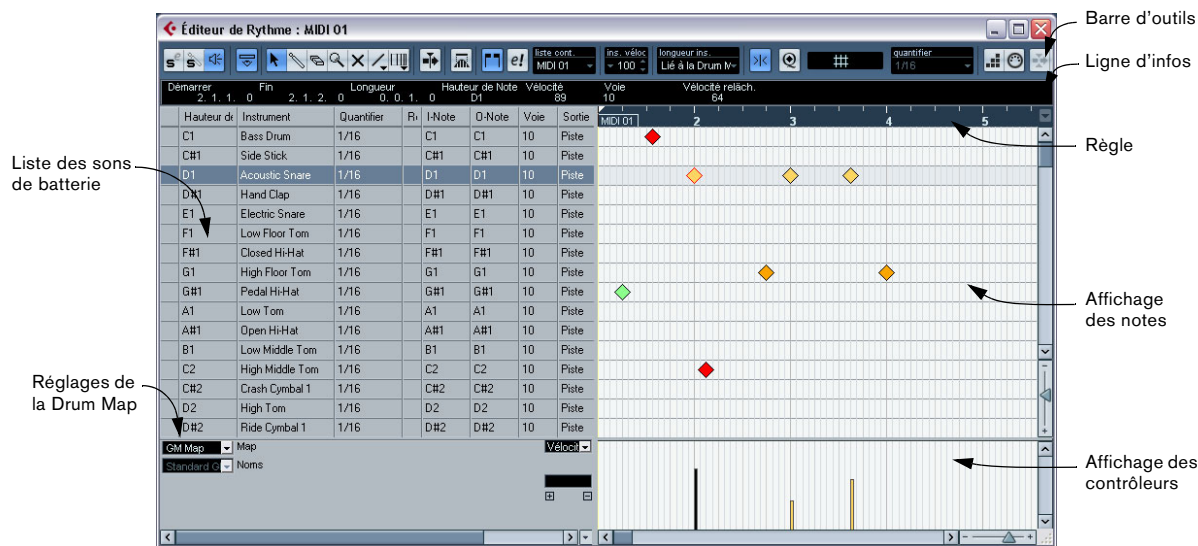 Éditeur de Rythme : MIDI 01
Barre d'outils
liste cont. ins. véloc longueur ins. quantifier
MIDI 01 100 Lié à la Drum M 1/16
Ligne d'infos
Démarrer Fin Longueur Hauteur de Note Vélocité Voie Vélocité relâch.
2. 1. 1. 0 2. 1. 2. 0 0. 0. 1. 0 D1 89 10 64
Hauteur de Instrument Quantifier I-Note O-Note Voie Sortie
MIDI 01 2 3 4 5
Règle
Liste des sons
de batterie
C1 Bass Drum 1/16 C1 C1 10 Piste
C#1 Side Stick 1/16 C#1 C#1 10 Piste
D1 Acoustic Snare 1/16 D1 D1 10 Piste
D#1 Hand Clap 1/16 D#1 D#1 10 Piste
E1 Electric Snare 1/16 E1 E1 10 Piste
F1 Low Floor Tom 1/16 F1 F1 10 Piste
F#1 Closed Hi-Hat 1/16 F#1 F#1 10 Piste
G1 High Floor Tom 1/16 G1 G1 10 Piste
G#1 Pedal Hi-Hat 1/16 G#1 G#1 10 Piste
A1 Low Tom 1/16 A1 A1 10 Piste
A#1 Open Hi-Hat 1/16 A#1 A#1 10 Piste
B1 Low Middle Tom 1/16 B1 B1 10 Piste
C2 High Middle Tom 1/16 C2 C2 10 Piste
C#2 Crash Cymbal 1 1/16 C#2 C#2 10 Piste
D2 High Tom 1/16 D2 D2 10 Piste
D#2 Ride Cymbal 1 1/16 D#2 D#2 10 Piste
Affichage
des notes
Réglages de
la Drum Map
GM Map Map Vélocit
Standard G Noms
Affichage des
contrôleurs